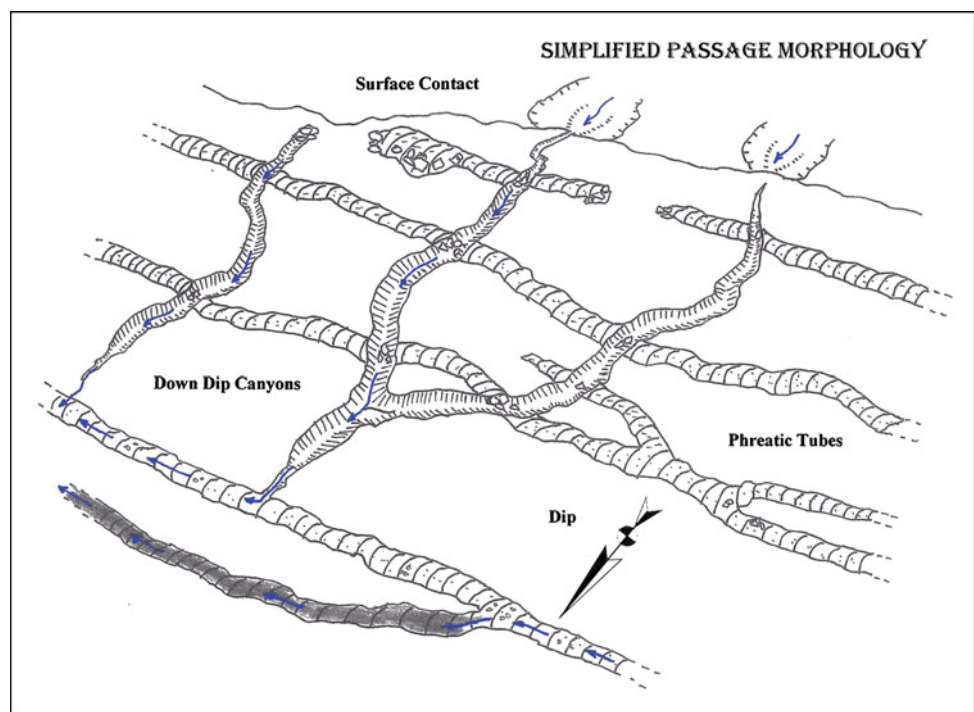 SIMPLIFIED PASSAGE MORPHOLOGY
Surface Contact
Down Dip Canyons
Phreatic Tubes
Dip